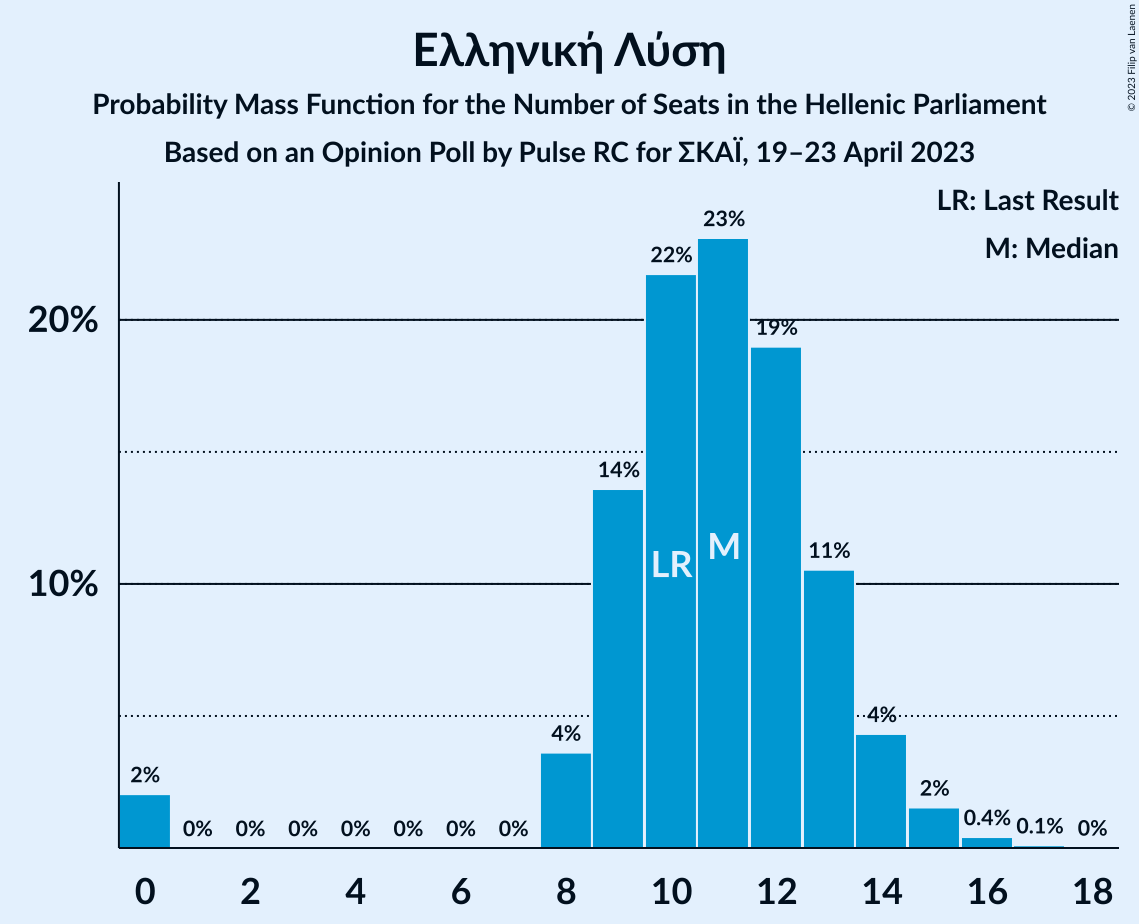 Ελληνική Λύση
Probability Mass Function for the Number of Seats in the Hellenic Parliament
Based on an Opinion Poll by Pulse RC for ΣΚΑΪ, 19–23 April 2023
© 2023 Filip van Laenen
LR: Last Result
M: Median
20%
10%
2%
0%
0%
0%
0%
0%
0%
0%
4%
14%
22%
23%
19%
11%
4%
2%
0.4%
0.1%
0%
LR
M
0 2 4 6 8 10 12 14 16 18